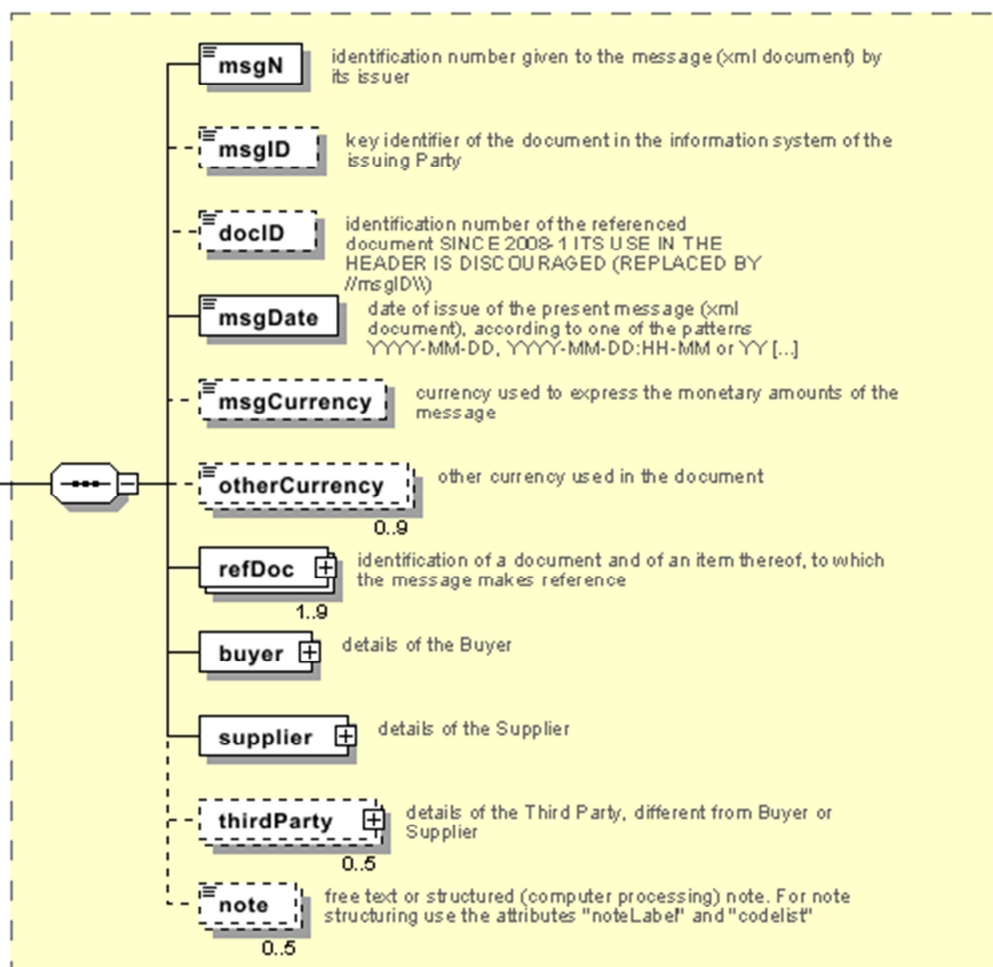 msgN
identification number given to the message (xml document) by
its issuer
msgID
key identifier of the document in the information system of the
issuing Party
docID
identification number of the referenced
document SINCE 2008-1 ITS USE IN THE
HEADER IS DISCOURAGED (REPLACED BY
//msgID\\)
msgDate
date of issue of the present message (xml
document), according to one of the patterns
YYYY-MM-DD, YYYY-MM-DD:HH-MM or YY [...]
msgCurrency
currency used to express the monetary amounts of the
message
otherCurrency
other currency used in the document
0..9
refDoc
identification of a document and of an item thereof, to which
the message makes reference
1..9
buyer
details of the Buyer
supplier
details of the Supplier
thirdParty
details of the Third Party, different from Buyer or
Supplier
0..5
note
free text or structured (computer processing) note. For note
structuring use the attributes "noteLabel" and "codelist"
0..5